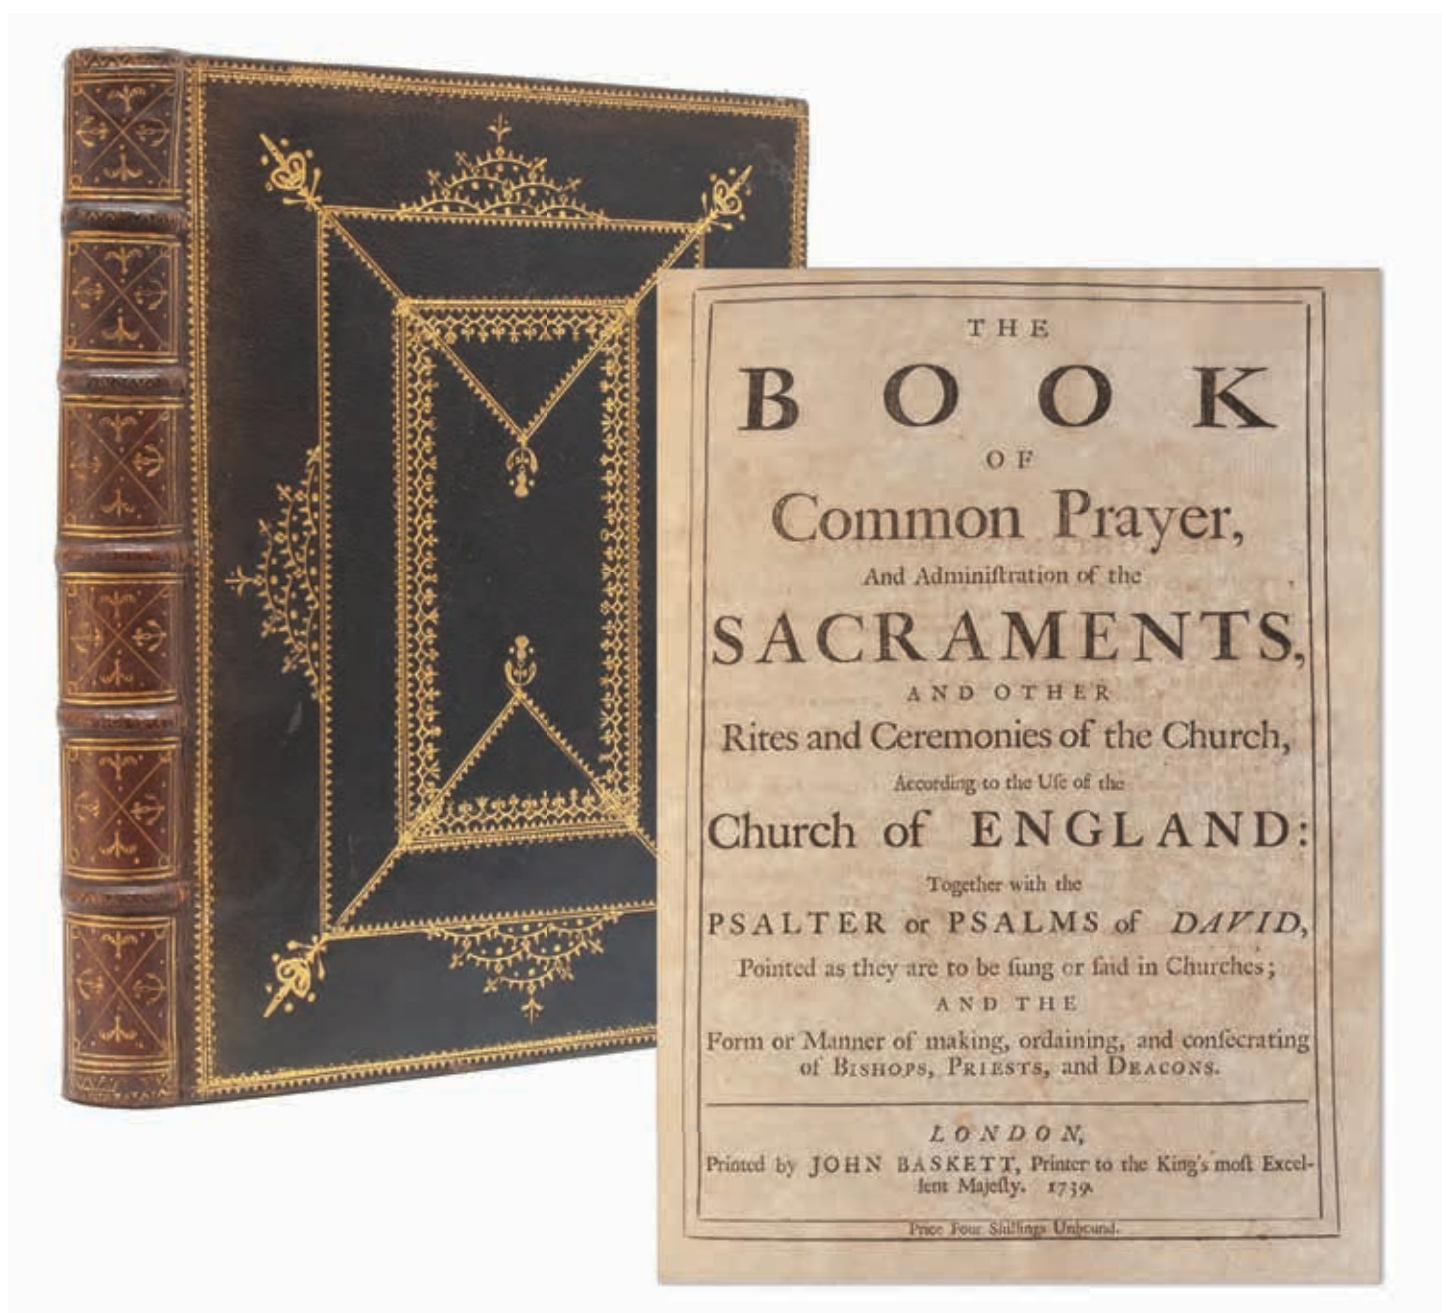 THE
BOOK
OF
Common Prayer,
And Adminiſtration of the
SACRAMENTS,
AND OTHER
Rites and Ceremonies of the Church,
According to the Uſe of the
Church of ENGLAND:
Together with the
PSALTER or PSALMS of DAVID,
Pointed as they are to be ſung or ſaid in Churches;
AND THE
Form or Manner of making, ordaining, and conſecrating
of BISHOPS, PRIESTS, and DEACONS.
LONDON,
Printed by JOHN BASKETT, Printer to the King's moſt Excel-
lent Majeſty. 1739.
Price Four Shillings Unbound.